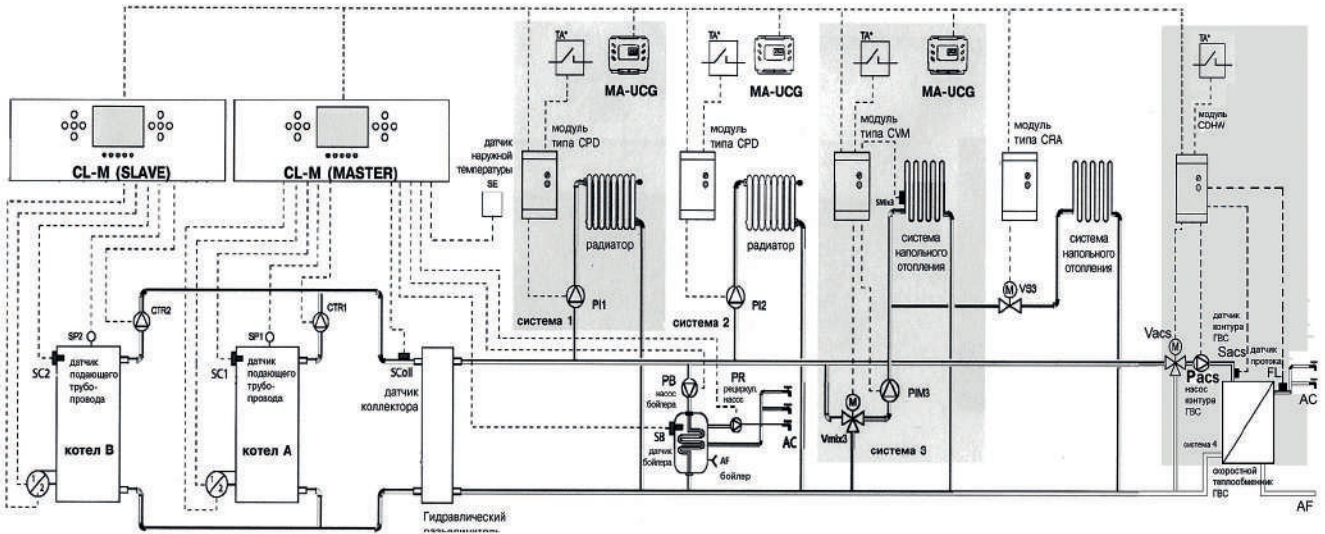 TA*
TA*
TA*
TA*
MA-UCG
MA-UCG
MA-UCG
CL-M (SLAVE)
CL-M (MASTER)
датчик
наружной
температуры
SE
модуль
типа CPD
модуль
типа CPD
модуль
типа CVM
модуль
типа CRA
модуль
CDHW
SMix3
радиатор
радиатор
система
напольного
отопления
система
напольного
отопления
PI1
PI2
M
VS3
система 1
система 2
CTR2
CTR1
SP2
SP1
SC2
датчик
подающего
трубо-
провода
SC1
датчик
подающего
трубо-
провода
SColl
датчик
коллектора
котел B
котел A
1
2
1
2
Гидравлический
PB
насос
бойлера
PR
рециркул.
насос
SB
датчик
бойлера
AF
бойлер
AC
M
Vmix3
PIM3
система 3
Vacs
M
Pacs
насос
контура
ГВС
датчик
контура
ГВС
Sacs
датчик
протока
FL
AC
система 4
скоростной
теплообменник
ГВС
AF